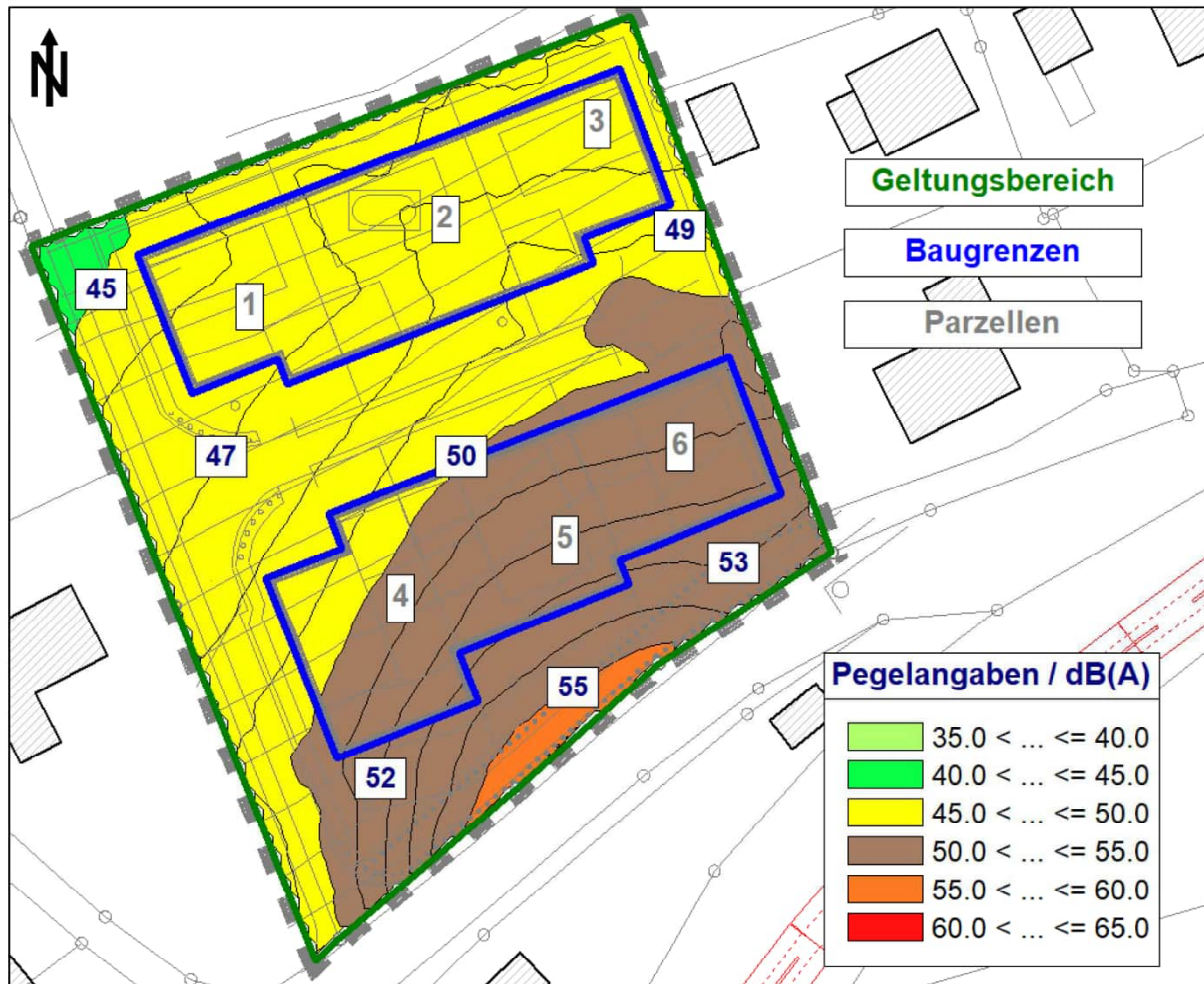 N
3
Geltungsbereich
2
49
Baugrenzen
45
1
Parzellen
47
50
6
5
53
4
55
52
Pegelangaben / dB(A)
35.0 < ... <= 40.0
40.0 < ... <= 45.0
45.0 < ... <= 50.0
50.0 < ... <= 55.0
55.0 < ... <= 60.0
60.0 < ... <= 65.0